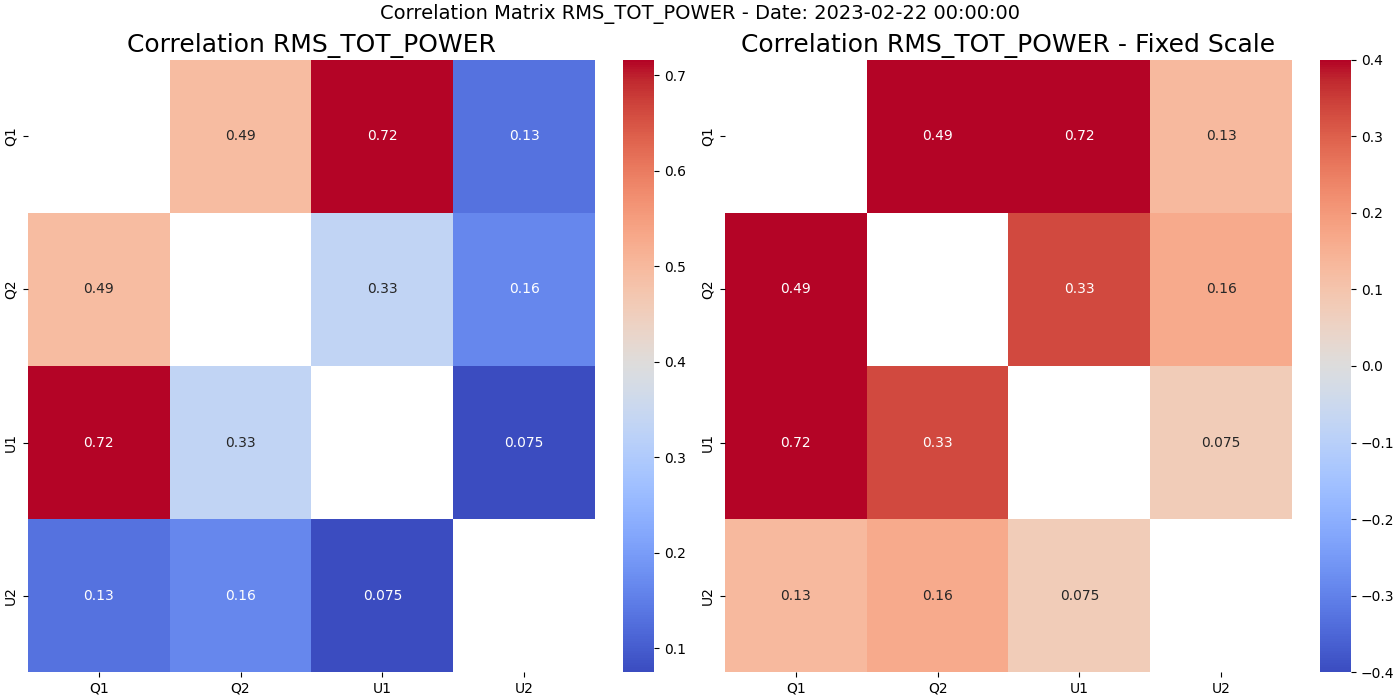 Correlation Matrix RMS_TOT_POWER - Date: 2023-02-22 00:00:00
Correlation RMS_TOT_POWER
Q1 0.49 0.72 0.13
Q2 0.49 0.33 0.16
U1 0.72 0.33 0.075
U2 0.13 0.16 0.075
Q1 Q2 U1 U2
0.7
0.6
0.5
0.4
0.3
0.2
0.1
Correlation RMS_TOT_POWER - Fixed Scale
Q1 0.49 0.72 0.13
Q2 0.49 0.33 0.16
U1 0.72 0.33 0.075
U2 0.13 0.16 0.075
Q1 Q2 U1 U2
0.4
0.3
0.2
0.1
0.0
−0.1
−0.2
−0.3
−0.4